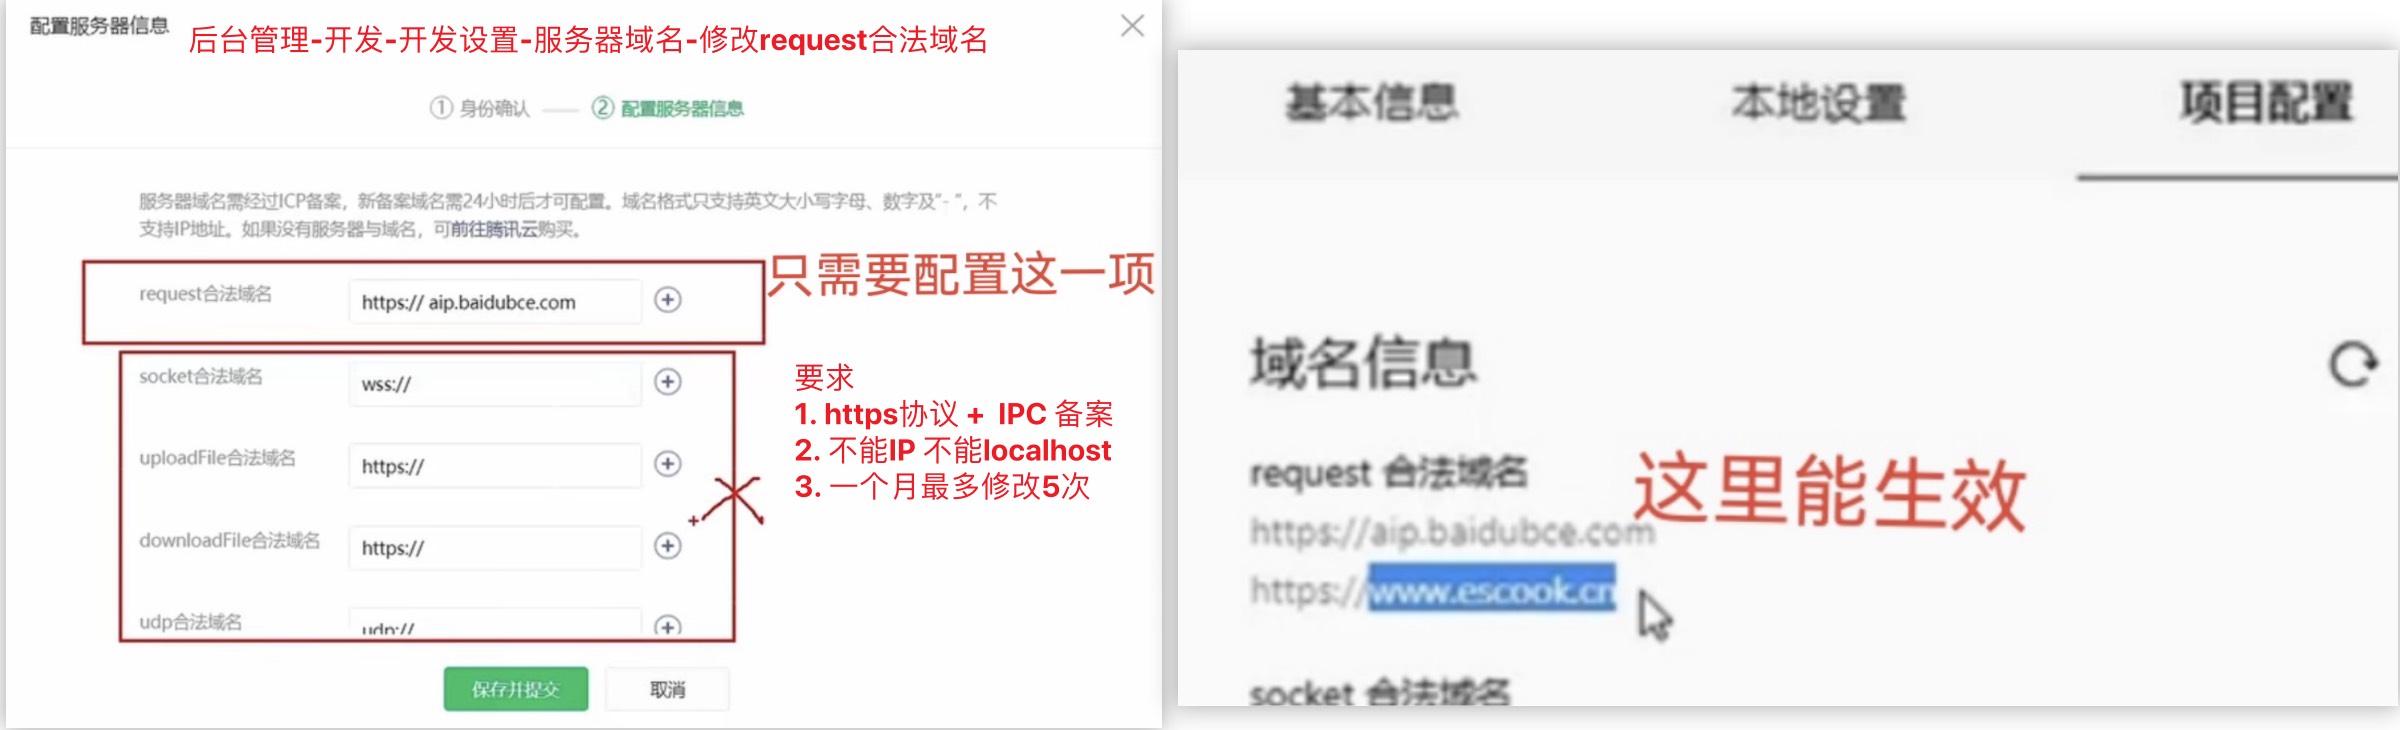 配置服务器信息
后台管理-开发-开发设置-服务器域名-修改request合法域名
① 身份确认
② 配置服务器信息
服务器域名需经过ICP备案，新备案域名需24小时后才可配置。域名格式只支持英文大小写字母、数字及“- ”，不
支持IP地址。如果没有服务器与域名，可前往腾讯云购买。
只需要配置这一项
request合法域名
https:// aip.baidubce.com
socket合法域名
wss://
uploadFile合法域名
https://
downloadFile合法域名
https://
udp合法域名
udp://
要求
1. https协议 + IPC 备案
2. 不能IP 不能localhost
3. 一个月最多修改5次
保存并提交
取消
基本信息
本地设置
项目配置
域名信息
request 合法域名
这里能生效
https://aip.baidubce.com
https://www.escook.cn
socket 合法域名